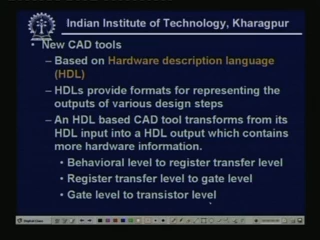 Indian Institute of Technology, Kharagpur
• New CAD tools
– Based on Hardware description language
(HDL)
– HDLs provide formats for representing the
outputs of various design steps
– An HDL based CAD tool transforms from its
HDL input into a HDL output which contains
more hardware information.
• Behavioral level to register transfer level
• Register transfer level to gate level
• Gate level to transistor level